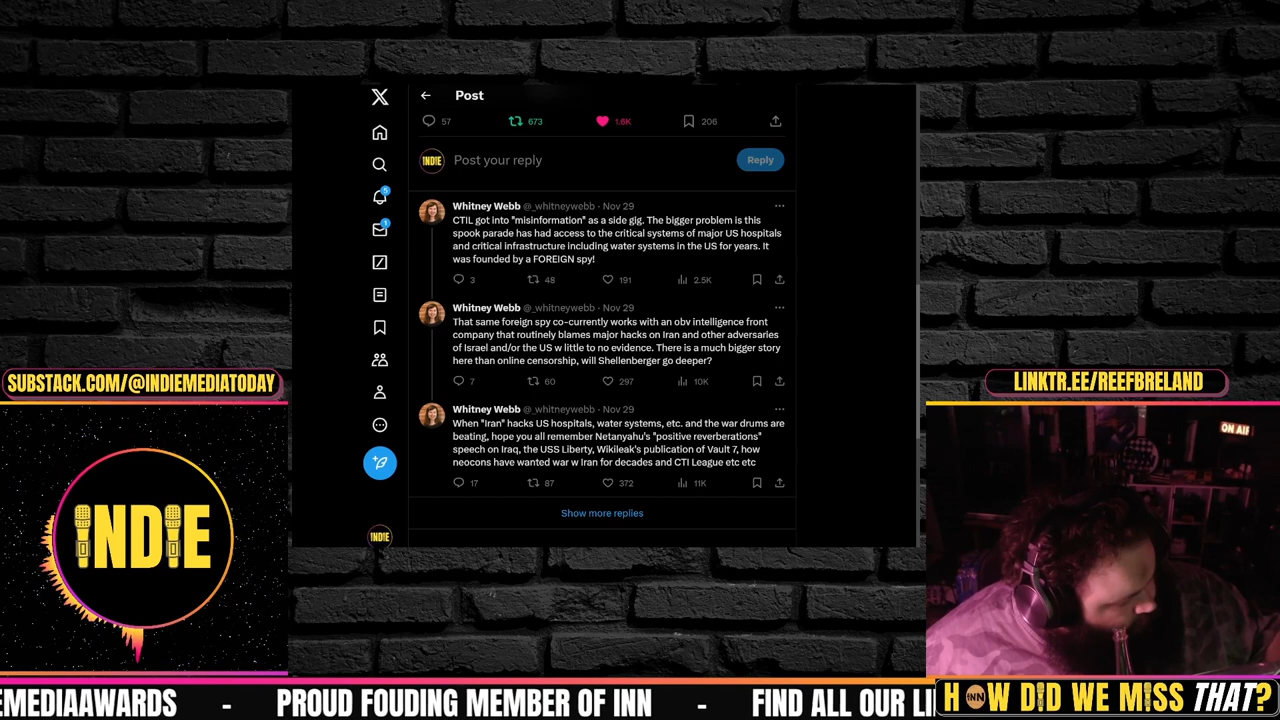 Post
57
673
1.6K
206
INDIE
Post your reply
Reply
5
1
Whitney Webb @_whitneywebb · Nov 29
CTIL got into "misinformation" as a side gig. The bigger problem is this
spook parade has had access to the critical systems of major US hospitals
and critical infrastructure including water systems in the US for years. It
was founded by a FOREIGN spy!
3
48
191
2.5K
Whitney Webb @_whitneywebb · Nov 29
That same foreign spy co-currently works with an obv intelligence front
company that routinely blames major hacks on Iran and other adversaries
of Israel and/or the US w little to no evidence. There is a much bigger story
here than online censorship, will Shellenberger go deeper?
7
60
297
10K
Whitney Webb @_whitneywebb · Nov 29
When "Iran" hacks US hospitals, water systems, etc. and the war drums are
beating, hope you all remember Netanyahu's "positive reverberations"
speech on Iraq, the USS Liberty, Wikileak's publication of Vault 7, how
neocons have wanted war w Iran for decades and CTI League etc etc
17
87
372
11K
Show more replies
INDIE
SUBSTACK.COM/@INDIEMEDIATODAY
INDIE
LINKTR.EE/REEFBRELAND
ON AIR
EMEDIAAWARDS - PROUD FOUDING MEMBER OF INN - FIND ALL OUR LI
HOW DID WE MISS THAT?
INN